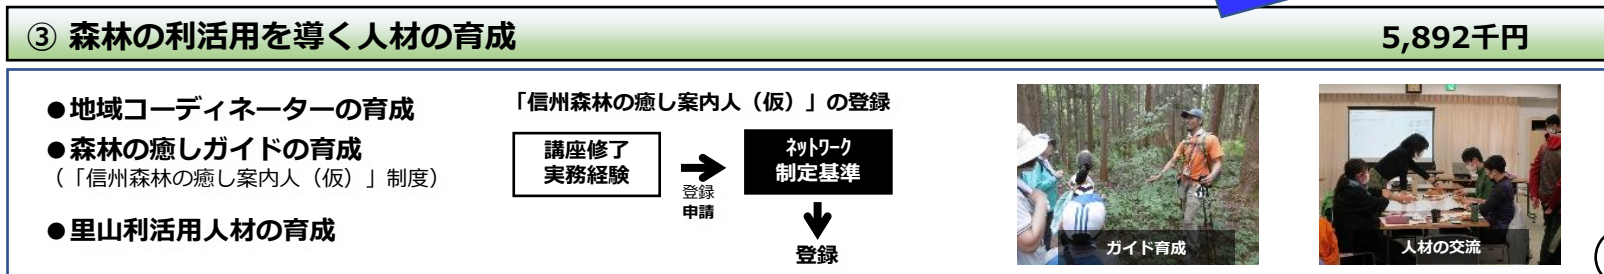 ③ 森林の利活用を導く人材の育成
5,892千円
●地域コーディネーターの育成
●森林の癒しガイドの育成
（「信州森林の癒し案内人（仮）」制度）
●里山利活用人材の育成
「信州森林の癒し案内人（仮）」の登録
講座修了
実務経験
登録
申請
ﾈｯﾄﾜｰｸ
制定基準
登録
ガイド育成
人材の交流